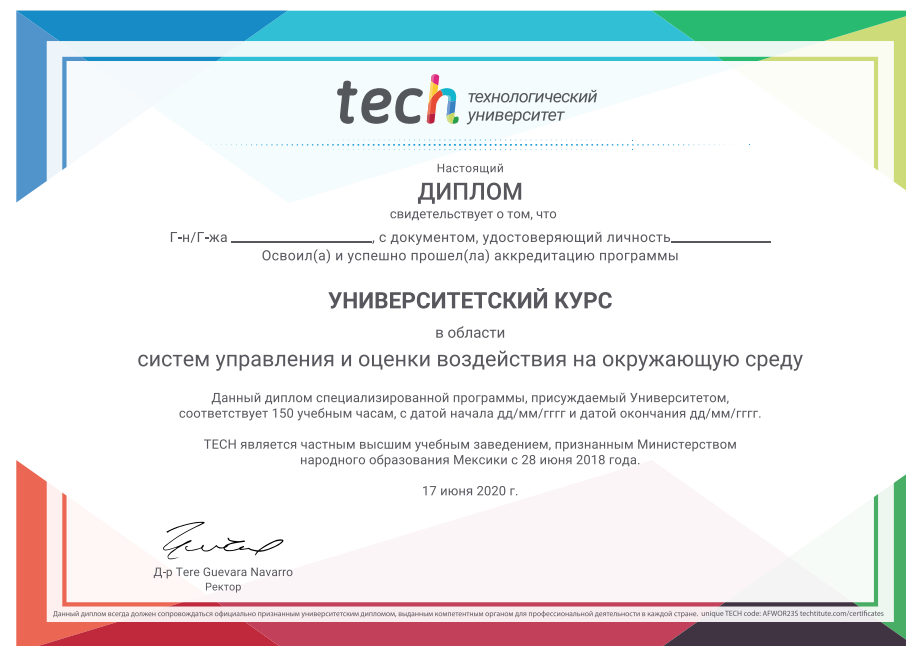 tech технологический
университет
Настоящий
ДИПЛОМ
свидетельствует о том, что
Г-н/Г-жа ____________________, с документом, удостоверяющий личность______________
Освоил(а) и успешно прошел(ла) аккредитацию программы
УНИВЕРСИТЕТСКИЙ КУРС
в области
систем управления и оценки воздействия на окружающую среду
Данный диплом специализированной программы, присуждаемый Университетом,
соответствует 150 учебным часам, с датой начала дд/мм/гггг и датой окончания дд/мм/гггг.
TECH является частным высшим учебным заведением, признанным Министерством
народного образования Мексики с 28 июня 2018 года.
17 июня 2020 г.
Д-р Tere Guevara Navarro
Ректор
Данный диплом всегда должен сопровождаться официально признанным университетским дипломом, выданным компетентным органом для профессиональной деятельности в каждой стране. unique TECH code: AFWOR23S techtitute.com/certificates